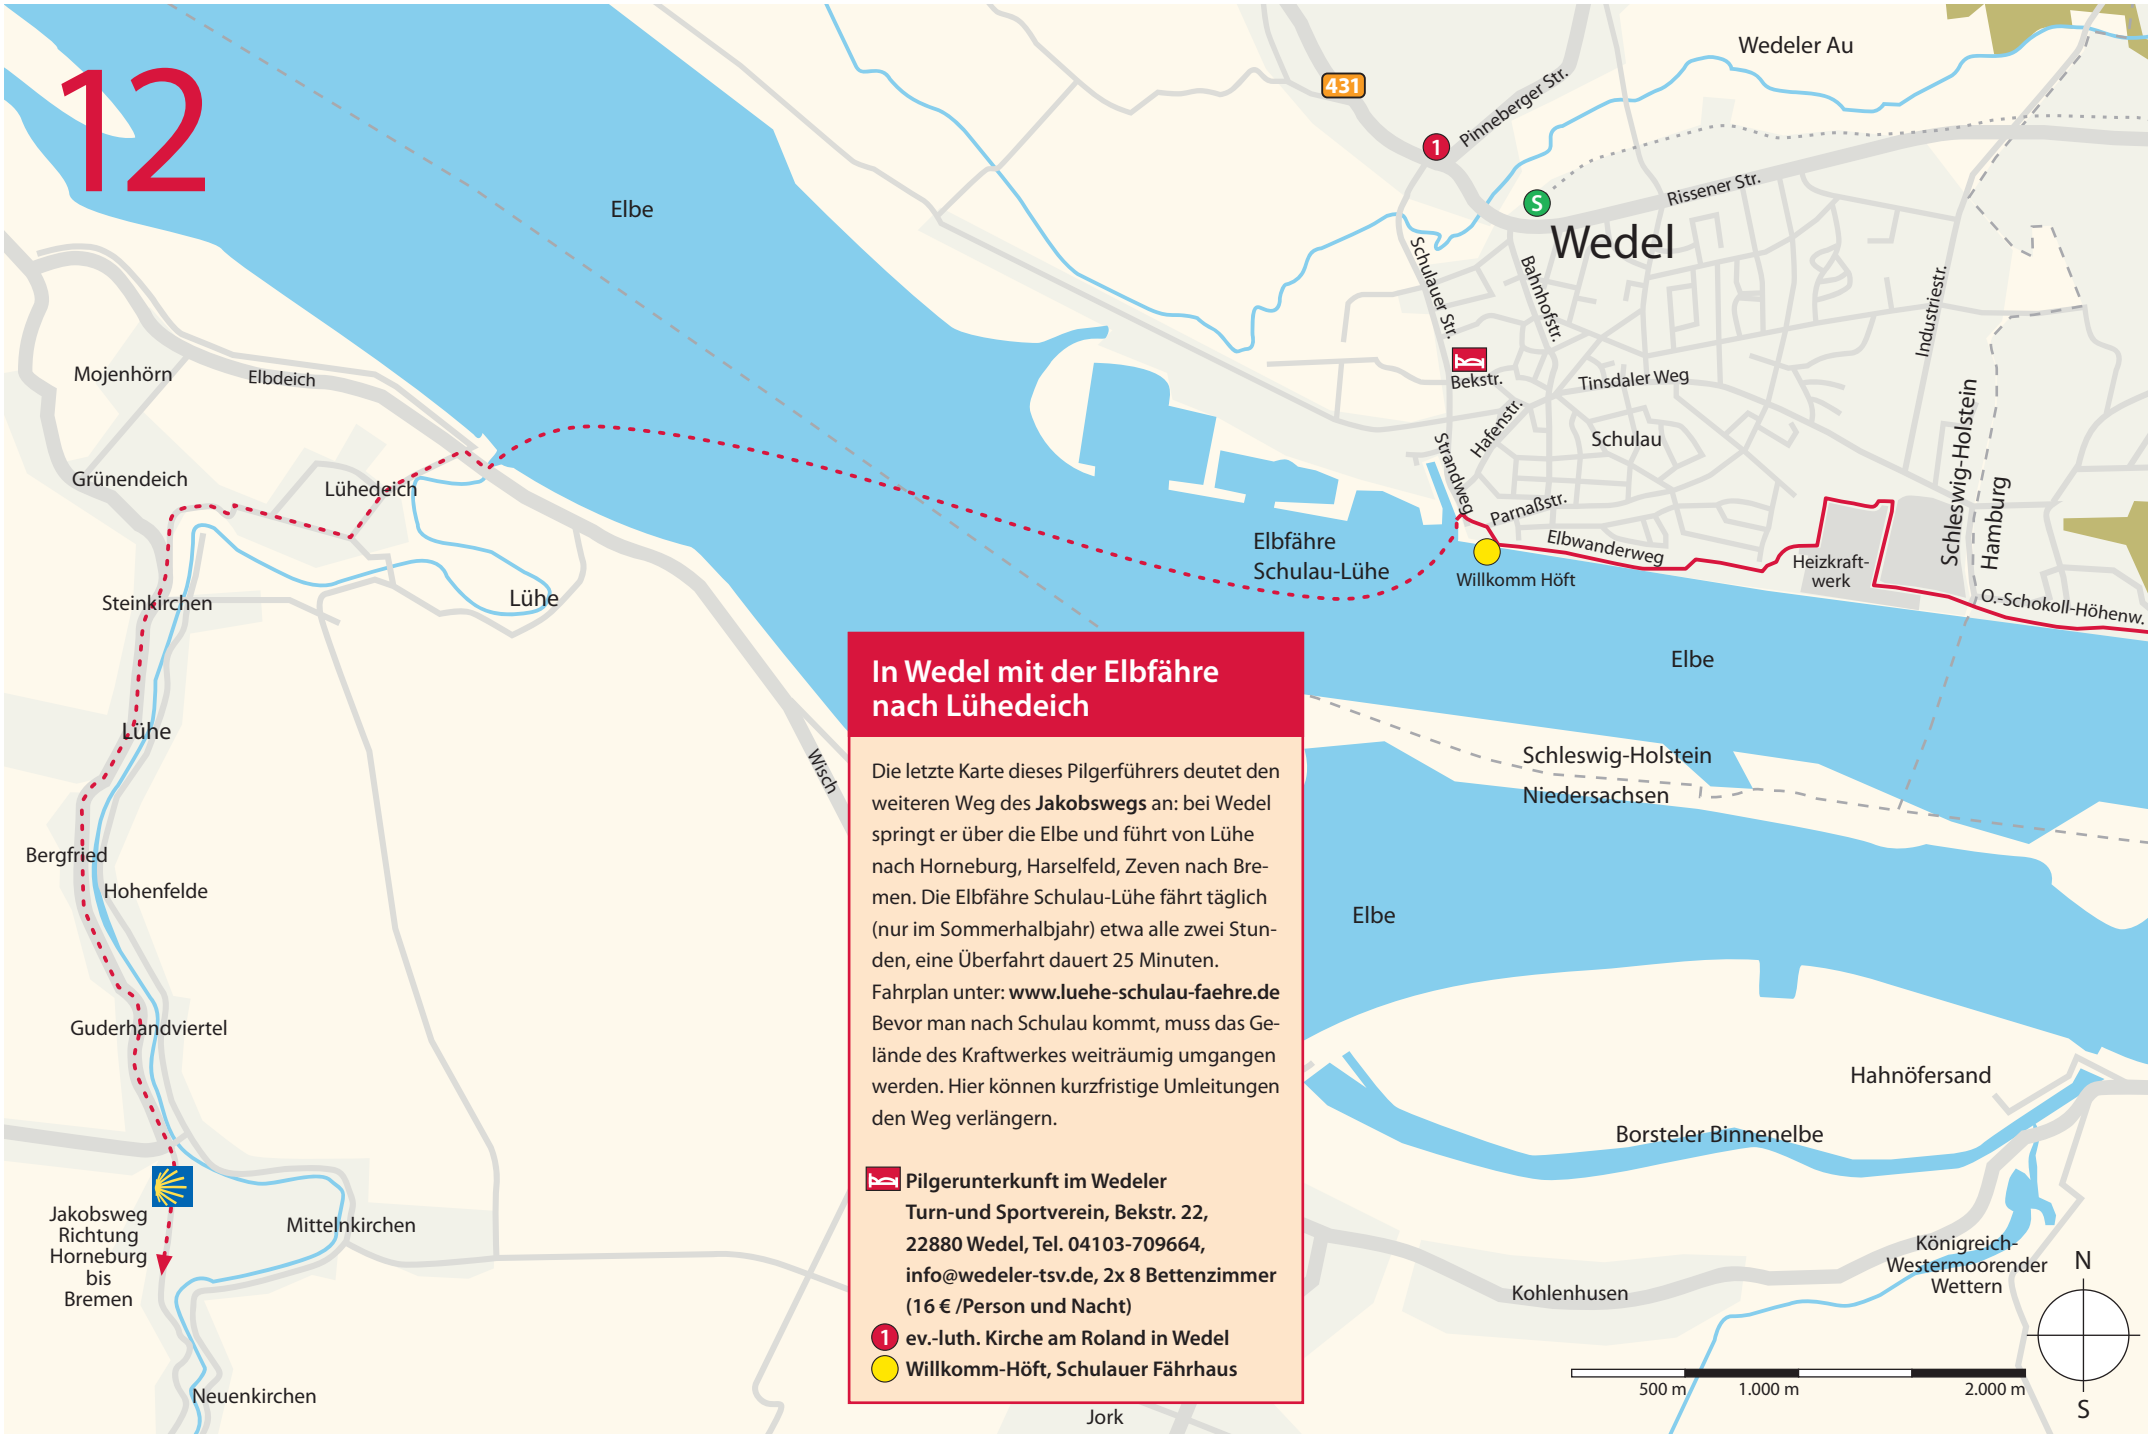 12
Wedeler Au
431
Pinneberger Str.
1
S
Rissener Str.
Wedel
Elbe
Schulauer Str.
Bahnhofstr.
Industriestr.
Mojenhörn
Elbdeich
Bekstr.
Tinsdaler Weg
Hafenstr.
Schulau
Strandweg
Schleswig-Holstein
Hamburg
Grünendeich
Lühedeich
Parnaßstr.
Elbwanderweg
Elbfähre
Schulau-Lühe
Willkomm Höft
Heizkraft-
werk
O.-Schokoll-Höhenw.
Steinkirchen
Lühe
Elbe
Lühe
Wisch
Schleswig-Holstein
Niedersachsen
Bergfried
Hohenfelde
Elbe
Guderhandviertel
Hahnöfersand
Borsteler Binnenelbe
Jakobsweg
Richtung
Horneburg
bis
Bremen
Mittelnkirchen
Königreich-
Westermoorender
Wettern
Kohlenhusen
Neuenkirchen
Jork
N
S
500 m
1.000 m
2.000 m
In Wedel mit der Elbfähre
nach Lühedeich
Die letzte Karte dieses Pilgerführers deutet den
weiteren Weg des Jakobswegs an: bei Wedel
springt er über die Elbe und führt von Lühe
nach Horneburg, Harselfeld, Zeven nach Bre-
men. Die Elbfähre Schulau-Lühe fährt täglich
(nur im Sommerhalbjahr) etwa alle zwei Stun-
den, eine Überfahrt dauert 25 Minuten.
Fahrplan unter: www.luehe-schulau-faehre.de
Bevor man nach Schulau kommt, muss das Ge-
lände des Kraftwerkes weiträumig umgangen
werden. Hier können kurzfristige Umleitungen
den Weg verlängern.
Pilgerunterkunft im Wedeler
Turn-und Sportverein, Bekstr. 22,
22880 Wedel, Tel. 04103-709664,
info@wedeler-tsv.de, 2x 8 Bettenzimmer
(16 € /Person und Nacht)
1 ev.-luth. Kirche am Roland in Wedel
Willkomm-Höft, Schulauer Fährhaus